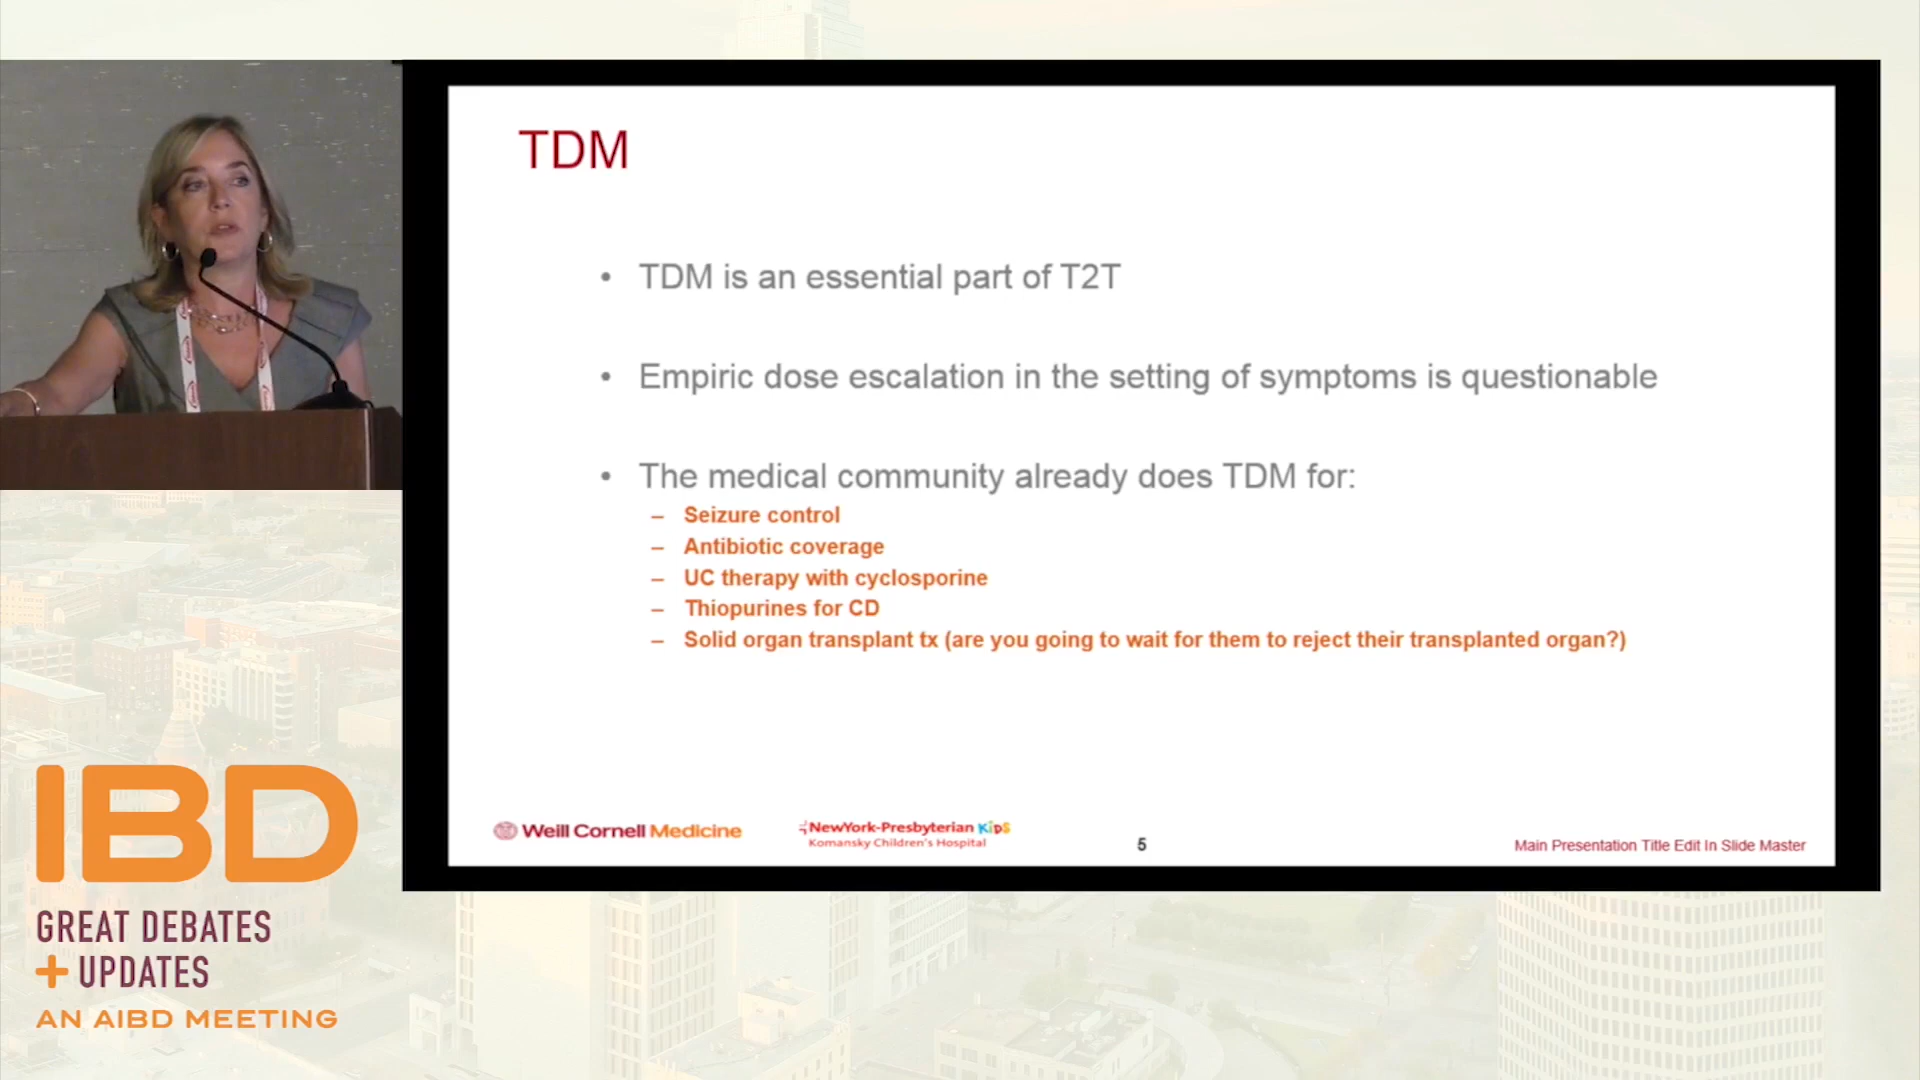 TDM
• TDM is an essential part of T2T
• Empiric dose escalation in the setting of symptoms is questionable
• The medical community already does TDM for:
– Seizure control
– Antibiotic coverage
– UC therapy with cyclosporine
– Thiopurines for CD
– Solid organ transplant tx (are you going to wait for them to reject their transplanted organ?)
Weill Cornell Medicine
NewYork-Presbyterian KiDS
Komansky Children's Hospital
5
Main Presentation Title Edit In Slide Master
IBD
GREAT DEBATES
+ UPDATES
AN AIBD MEETING